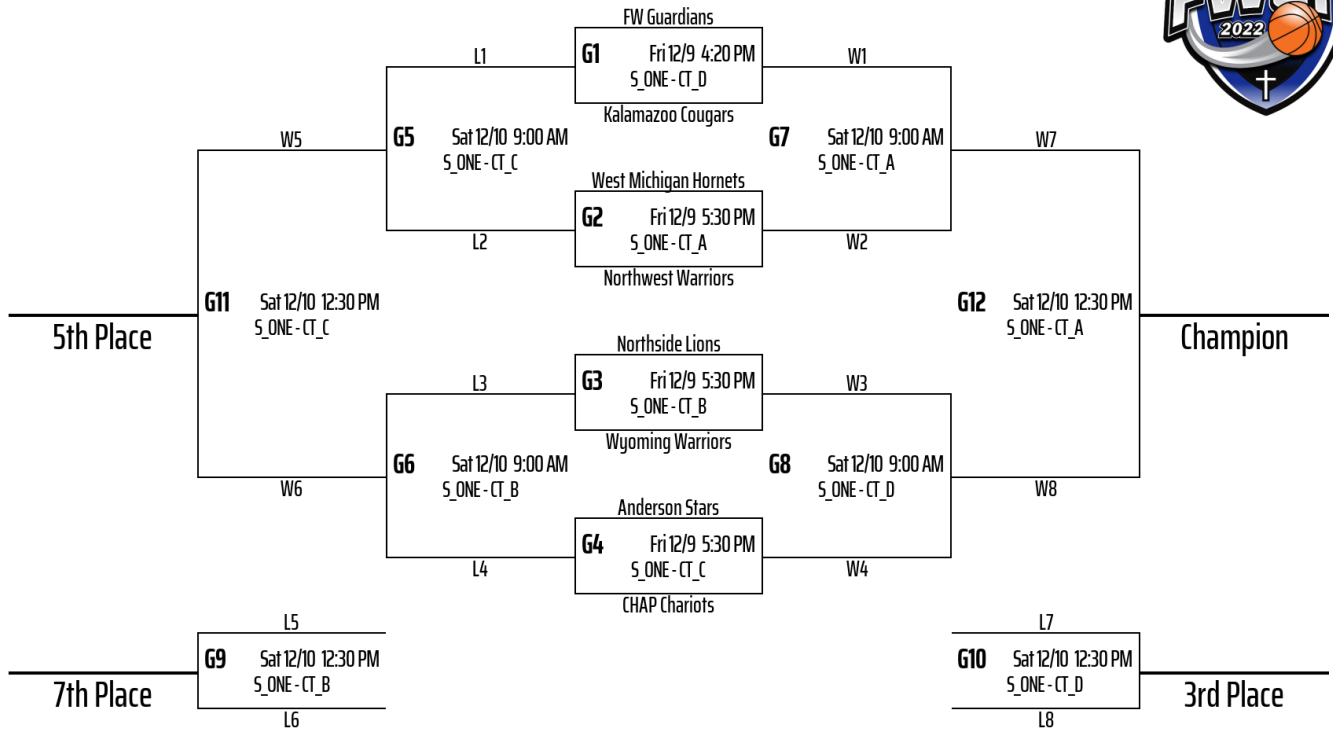 FW Guardians
2022
L1
G1 Fri 12/9 4:20 PM
S_ONE - CT_D
W1
Kalamazoo Cougars
W5
G5 Sat 12/10 9:00 AM
S_ONE - CT_C
G7 Sat 12/10 9:00 AM
S_ONE - CT_A
W7
West Michigan Hornets
G2 Fri 12/9 5:30 PM
S_ONE - CT_A
L2
W2
Northwest Warriors
G11 Sat 12/10 12:30 PM
S_ONE - CT_C
5th Place
G12 Sat 12/10 12:30 PM
S_ONE - CT_A
Champion
Northside Lions
L3
G3 Fri 12/9 5:30 PM
S_ONE - CT_B
W3
Wyoming Warriors
G6 Sat 12/10 9:00 AM
S_ONE - CT_B
W6
G8 Sat 12/10 9:00 AM
S_ONE - CT_D
W8
Anderson Stars
G4 Fri 12/9 5:30 PM
S_ONE - CT_C
L4
W4
CHAP Chariots
L5
G9 Sat 12/10 12:30 PM
S_ONE - CT_B
7th Place
L6
L7
G10 Sat 12/10 12:30 PM
S_ONE - CT_D
3rd Place
L8